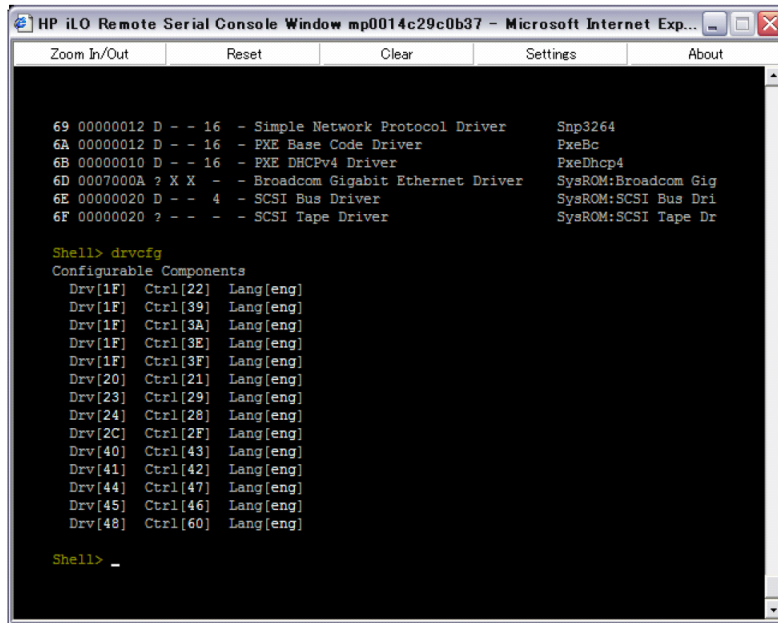 HP iLO Remote Serial Console Window mp0014c29c0b37 - Microsoft Internet Exp...
Zoom In/Out Reset Clear Settings About
69 00000012 D - - 16 - Simple Network Protocol Driver Snp3264
6A 00000012 D - - 16 - PXE Base Code Driver PxeBc
6B 00000010 D - - 16 - PXE DHCPv4 Driver PxeDhcp4
6D 0007000A ? X X - - Broadcom Gigabit Ethernet Driver SysROM:Broadcom Gig
6E 00000020 D - - 4 - SCSI Bus Driver SysROM:SCSI Bus Dri
6F 00000020 ? - - - - SCSI Tape Driver SysROM:SCSI Tape Dr
Shell> drvcfg
Configurable Components
Drv[1F] Ctrl[22] Lang[eng]
Drv[1F] Ctrl[39] Lang[eng]
Drv[1F] Ctrl[3A] Lang[eng]
Drv[1F] Ctrl[3E] Lang[eng]
Drv[1F] Ctrl[3F] Lang[eng]
Drv[20] Ctrl[21] Lang[eng]
Drv[23] Ctrl[29] Lang[eng]
Drv[24] Ctrl[28] Lang[eng]
Drv[2C] Ctrl[2F] Lang[eng]
Drv[40] Ctrl[43] Lang[eng]
Drv[41] Ctrl[42] Lang[eng]
Drv[44] Ctrl[47] Lang[eng]
Drv[45] Ctrl[46] Lang[eng]
Drv[48] Ctrl[60] Lang[eng]
Shell> _